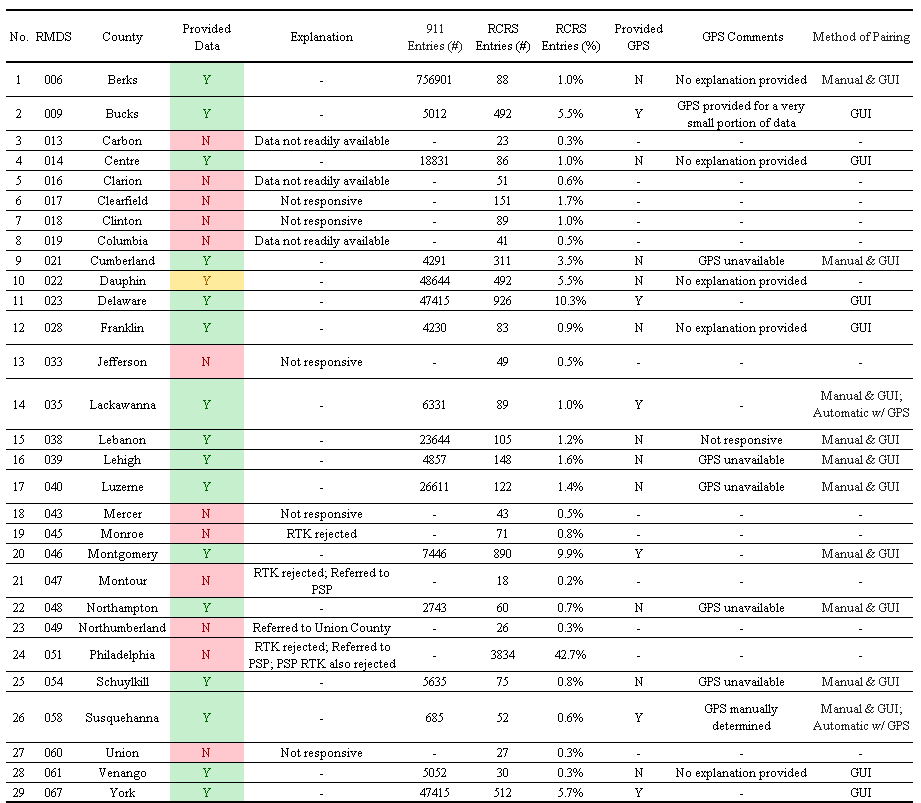 No. RMDS County Provided Data Explanation 911 Entries (#) RCRS Entries (#) RCRS Entries (%) Provided GPS GPS Comments Method of Pairing
1 006 Berks Y - 756901 88 1.0% N No explanation provided Manual & GUI
2 009 Bucks Y - 5012 492 5.5% Y GPS provided for a very small portion of data GUI
3 013 Carbon N Data not readily available - 23 0.3% - - -
4 014 Centre Y - 18831 86 1.0% N No explanation provided GUI
5 016 Clarion N Data not readily available - 51 0.6% - - -
6 017 Clearfield N Not responsive - 151 1.7% - - -
7 018 Clinton N Not responsive - 89 1.0% - - -
8 019 Columbia N Data not readily available - 41 0.5% - - -
9 021 Cumberland Y - 4291 311 3.5% N GPS unavailable Manual & GUI
10 022 Dauphin Y - 48644 492 5.5% N No explanation provided -
11 023 Delaware Y - 47415 926 10.3% Y - GUI
12 028 Franklin Y - 4230 83 0.9% N No explanation provided GUI
13 033 Jefferson N Not responsive - 49 0.5% - - -
14 035 Lackawanna Y - 6331 89 1.0% Y - Manual & GUI; Automatic w/ GPS
15 038 Lebanon Y - 23644 105 1.2% N Not responsive Manual & GUI
16 039 Lehigh Y - 4857 148 1.6% N GPS unavailable Manual & GUI
17 040 Luzerne Y - 26611 122 1.4% N GPS unavailable Manual & GUI
18 043 Mercer N Not responsive - 43 0.5% - - -
19 045 Monroe N RTK rejected - 71 0.8% - - -
20 046 Montgomery Y - 7446 890 9.9% Y - Manual & GUI
21 047 Montour N RTK rejected; Referred to PSP - 18 0.2% - - -
22 048 Northampton Y - 2743 60 0.7% N GPS unavailable Manual & GUI
23 049 Northumberland N Referred to Union County - 26 0.3% - - -
24 051 Philadelphia N RTK rejected; Referred to PSP; PSP RTK also rejected - 3834 42.7% - - -
25 054 Schuylkill Y - 5635 75 0.8% N GPS unavailable Manual & GUI
26 058 Susquehanna Y - 685 52 0.6% Y GPS manually determined Manual & GUI; Automatic w/ GPS
27 060 Union N Not responsive - 27 0.3% - - -
28 061 Venango Y - 5052 30 0.3% N No explanation provided GUI
29 067 York Y - 47415 512 5.7% Y - GUI